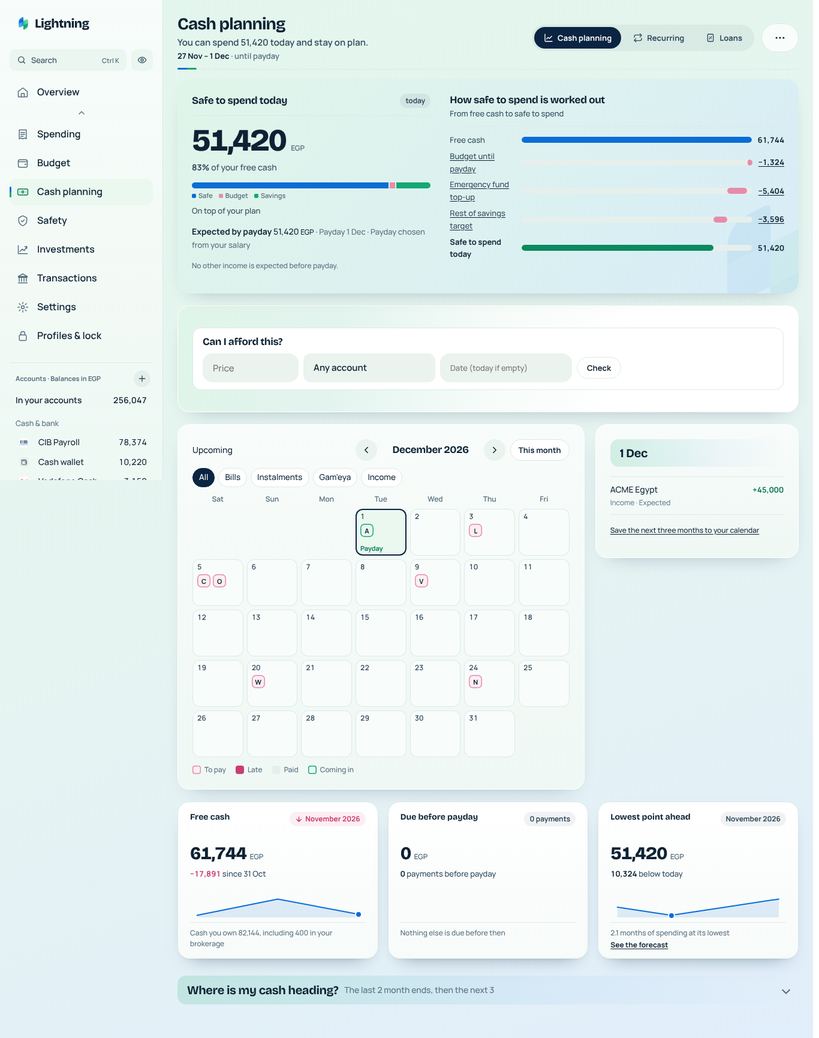 Lightning
Search Ctrl K
Overview
Spending
Budget
Cash planning
Safety
Investments
Transactions
Settings
Profiles & lock
Accounts · Balances in EGP
In your accounts 256,047
Cash & bank
CIB Payroll 78,374
Cash wallet 10,220
Cash planning
You can spend 51,420 today and stay on plan.
27 Nov – 1 Dec · until payday
Cash planning Recurring Loans
Safe to spend today today
51,420 EGP
83% of your free cash
Safe Budget Savings
On top of your plan
Expected by payday 51,420 EGP · Payday 1 Dec · Payday chosen
from your salary
No other income is expected before payday.
How safe to spend is worked out
From free cash to safe to spend
Free cash 61,744
Budget until
payday −1,324
Emergency fund
top-up −5,404
Rest of savings
target −3,596
Safe to spend
today 51,420
Can I afford this?
Price Any account Date (today if empty) Check
Upcoming December 2026 This month
All Bills Instalments Gam'eya Income
Sat Sun Mon Tue Wed Thu Fri
1 2 3 4
A L
Payday
5 6 7 8 9 10 11
C O V
12 13 14 15 16 17 18
19 20 21 22 23 24 25
W N
26 27 28 29 30 31
To pay Late Paid Coming in
1 Dec
ACME Egypt +45,000
Income · Expected
Save the next three months to your calendar
Free cash ↓ November 2026
61,744 EGP
−17,891 since 31 Oct
Cash you own 82,144, including 400 in your
brokerage
Due before payday 0 payments
0 EGP
0 payments before payday
Nothing else is due before then
Lowest point ahead November 2026
51,420 EGP
10,324 below today
2.1 months of spending at its lowest
See the forecast
Where is my cash heading? The last 2 month ends, then the next 3